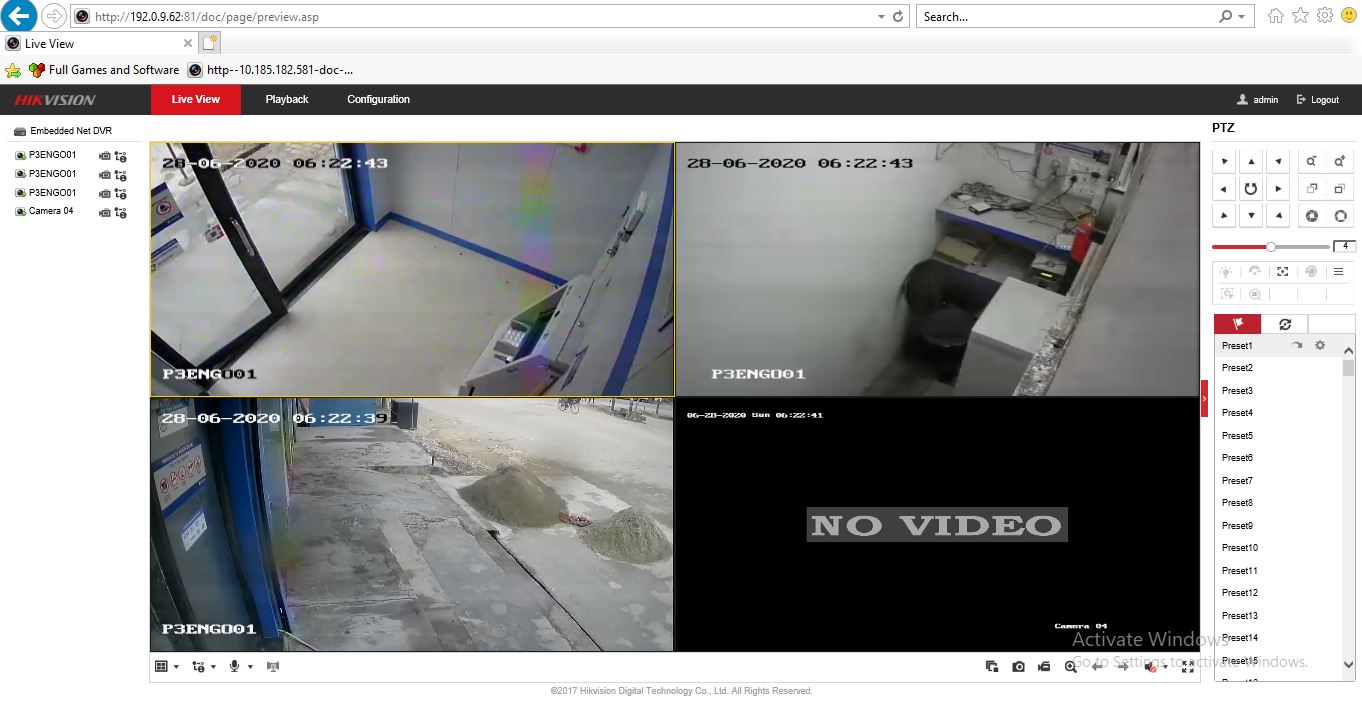 http://192.0.9.62:81/doc/page/preview.asp
Search...
Live View
Full Games and Software
http--10.185.182.581-doc-...
HIKVISION
Live View
Playback
Configuration
admin
Logout
Embedded Net DVR
P3ENGO01
P3ENGO01
P3ENGO01
Camera 04
28-06-2020 06:22:43
P3ENGO01
28-06-2020 06:22:43
P3ENGO01
28-06-2020 06:22:39
P3ENGO01
06-28-2020 Sun 06:22:41
NO VIDEO
Camera 04
PTZ
4
Preset1
Preset2
Preset3
Preset4
Preset5
Preset6
Preset7
Preset8
Preset9
Preset10
Preset11
Preset12
Preset13
Preset14
Preset15
Activate Windows
Go to Settings to activate Windows.
©2017 Hikvision Digital Technology Co., Ltd. All Rights Reserved.